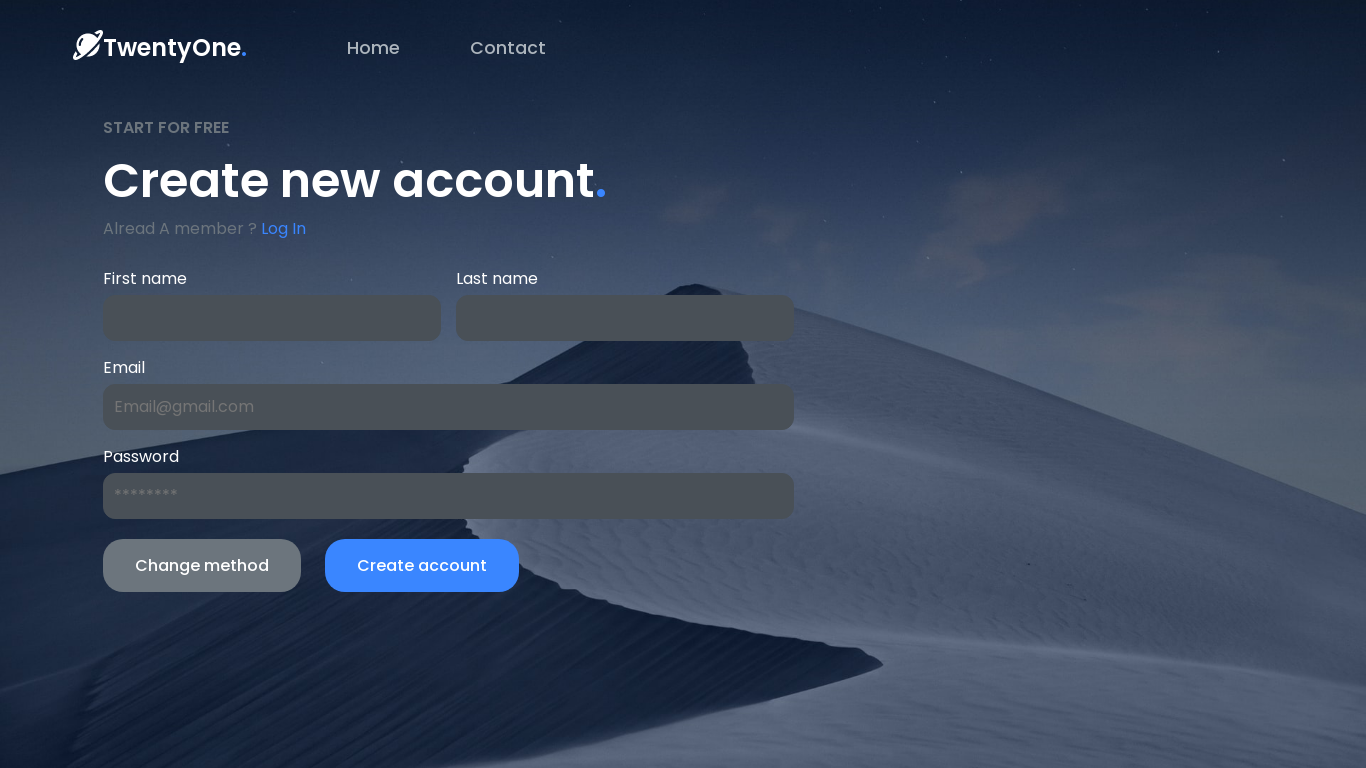 TwentyOne.
Home
Contact
START FOR FREE
Create new account.
Alread A member ? Log In
First name
Last name
Email
Email@gmail.com
Password
********
Change method
Create account